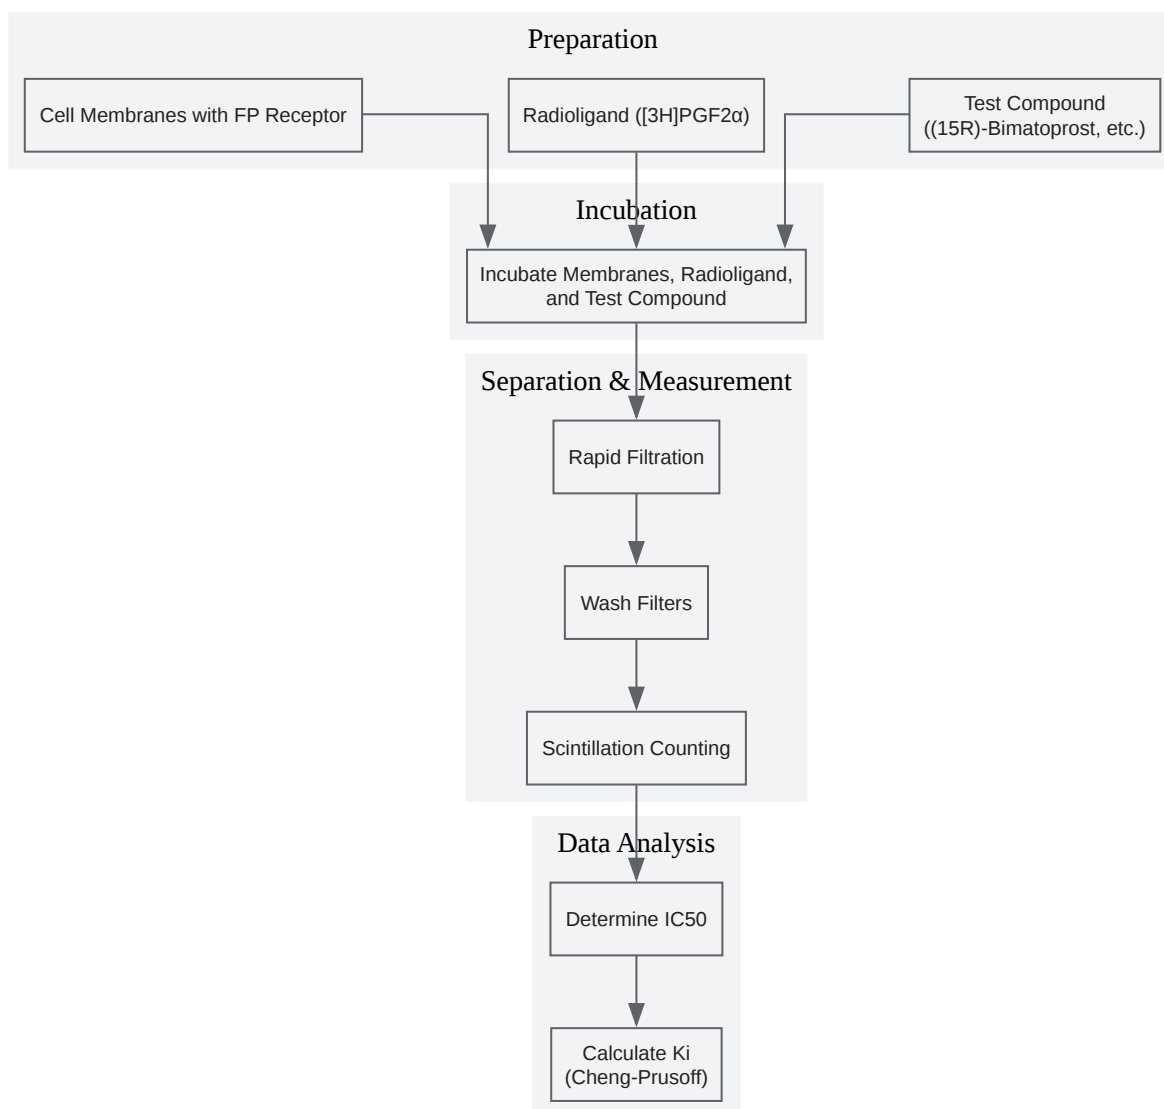 Preparation
Cell Membranes with FP Receptor
Radioligand ([3H]PGF2α)
Test Compound
((15R)-Bimatoprost, etc.)
Incubation
Incubate Membranes, Radioligand,
and Test Compound
Separation & Measurement
Rapid Filtration
Wash Filters
Scintillation Counting
Data Analysis
Determine IC50
Calculate Ki
(Cheng-Prusoff)